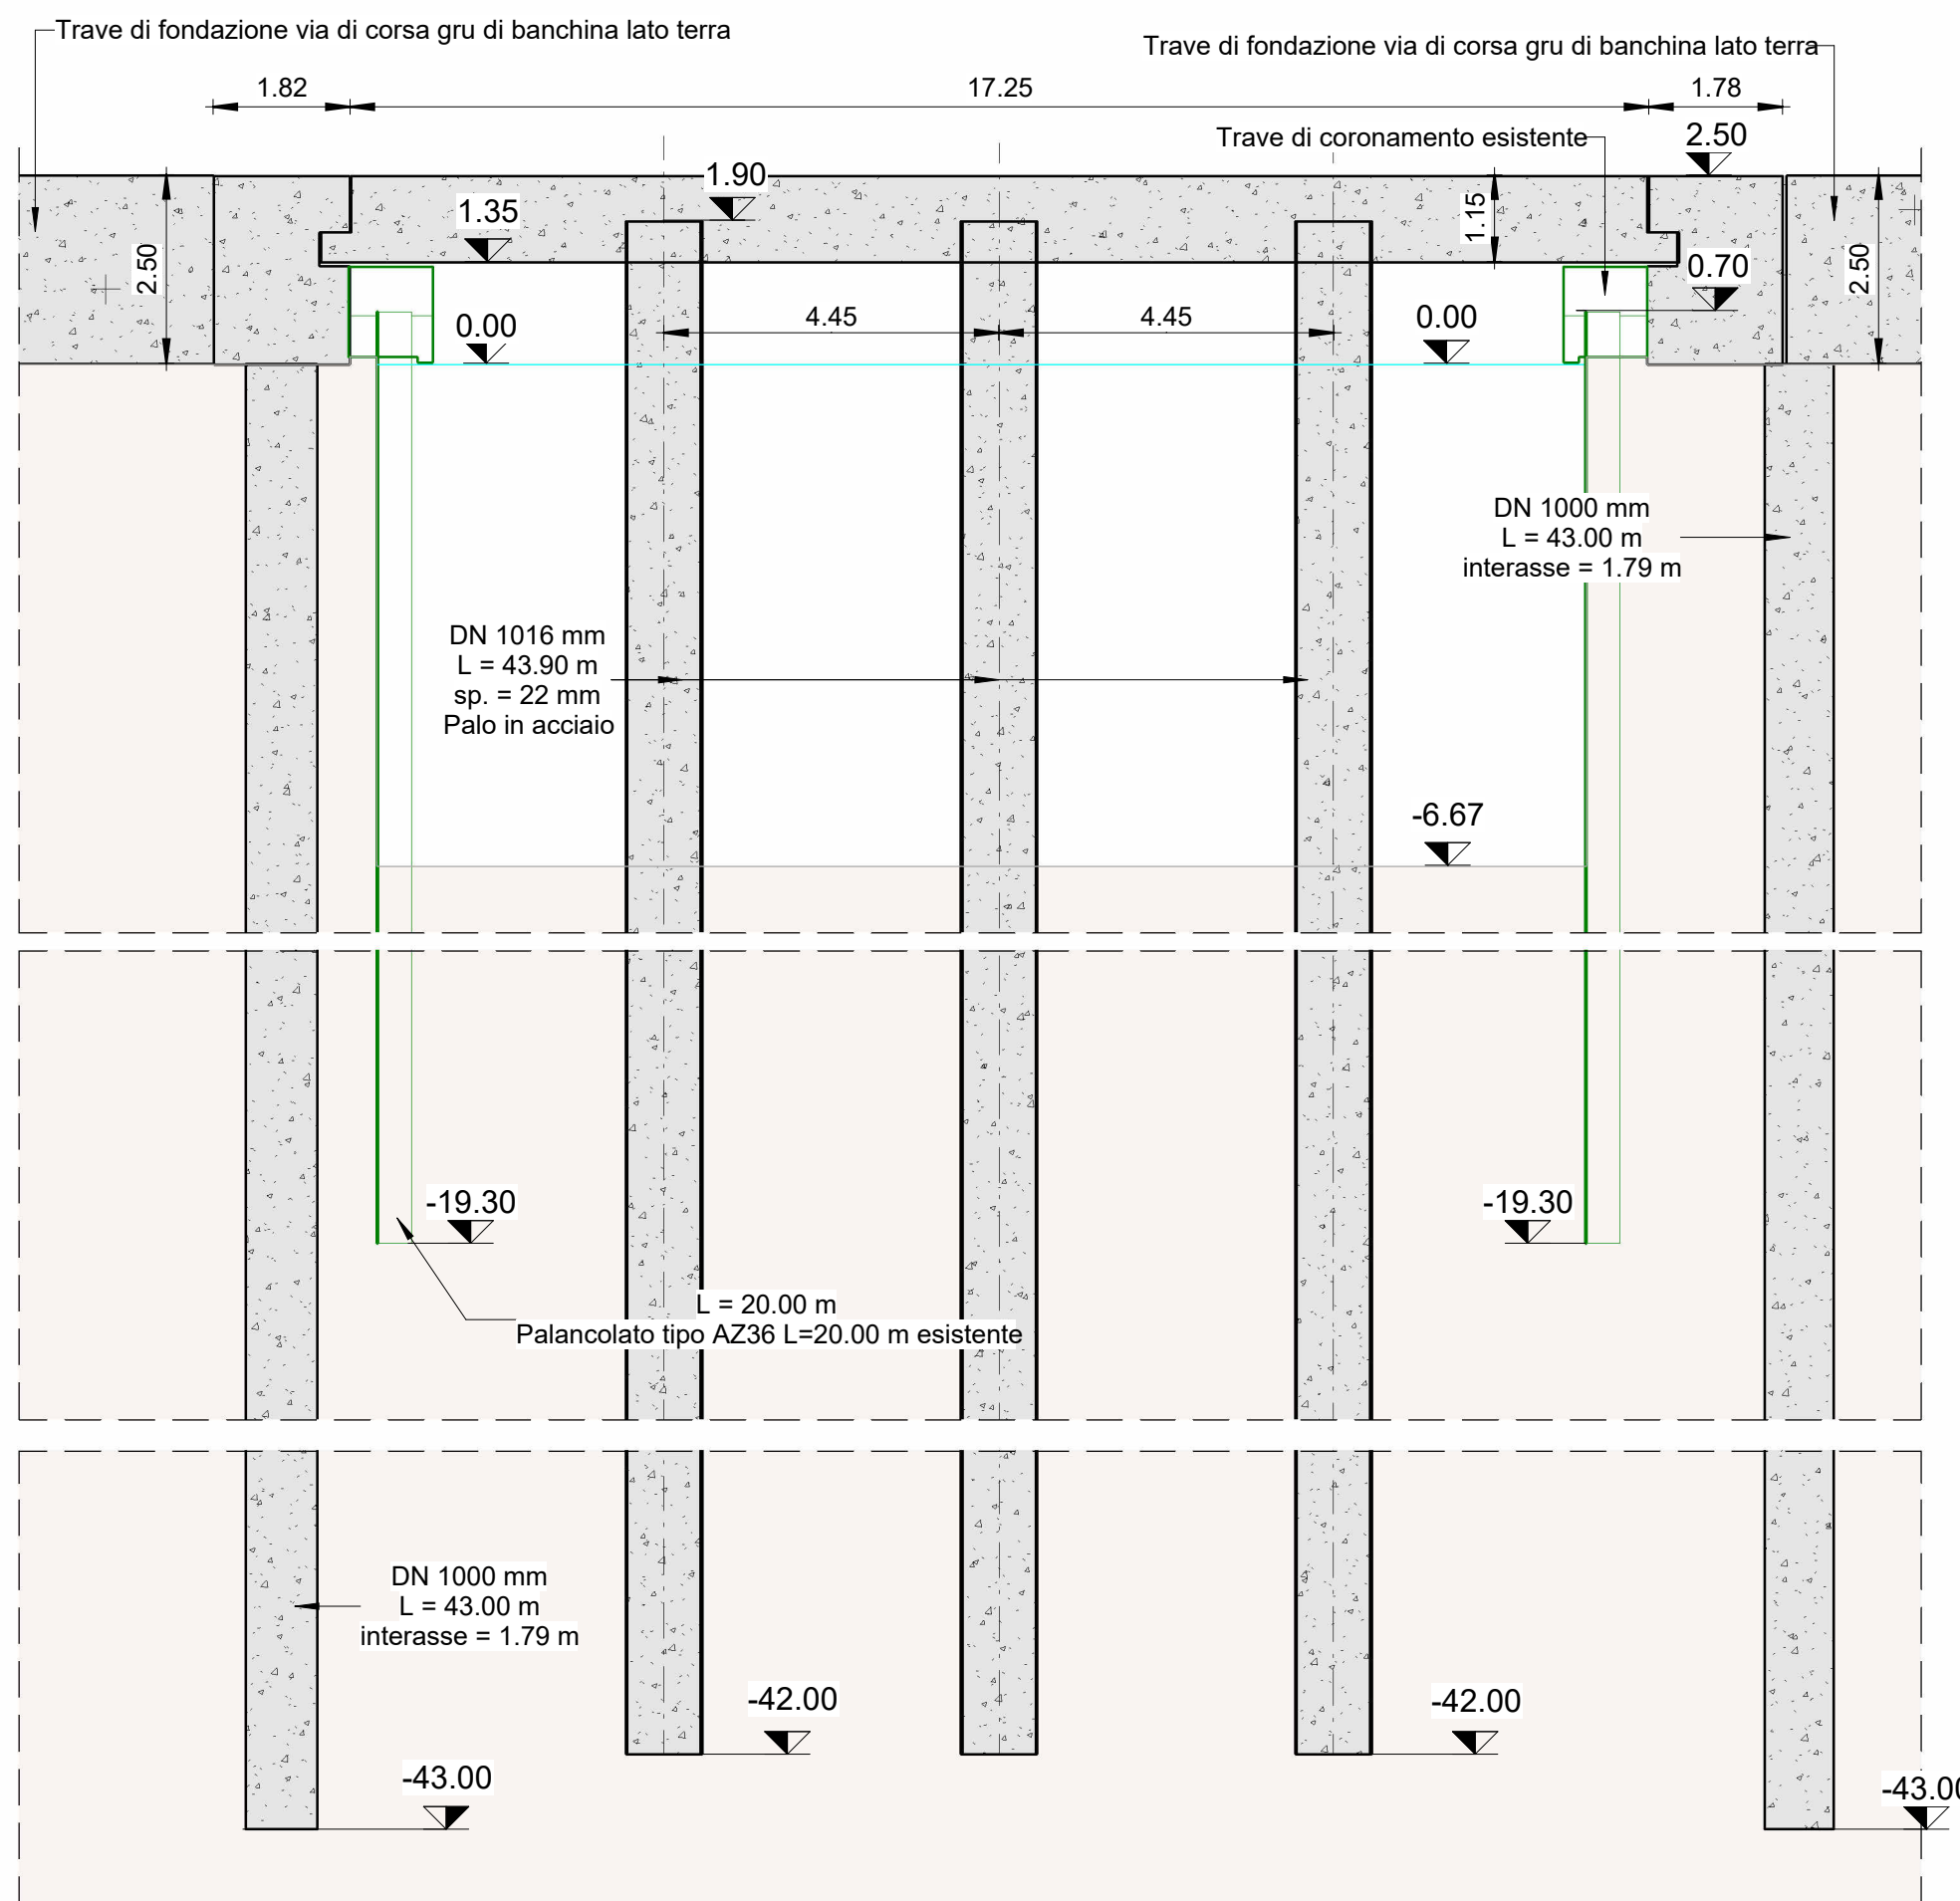 Trave di fondazione via di corsa gru di banchina lato terra
Trave di fondazione via di corsa gru di banchina lato terra
1.82
17.25
1.78
Trave di coronamento esistente
2.50
1.90
1.35
1.15
2.50
0.70
2.50
0.00
4.45
4.45
0.00
DN 1000 mm
L = 43.00 m
interasse = 1.79 m
DN 1016 mm
L = 43.90 m
sp. = 22 mm
Palo in acciaio
-6.67
-19.30
-19.30
L = 20.00 m
Palancolato tipo AZ36 L=20.00 m esistente
DN 1000 mm
L = 43.00 m
interasse = 1.79 m
-42.00
-42.00
-43.00
-43.00